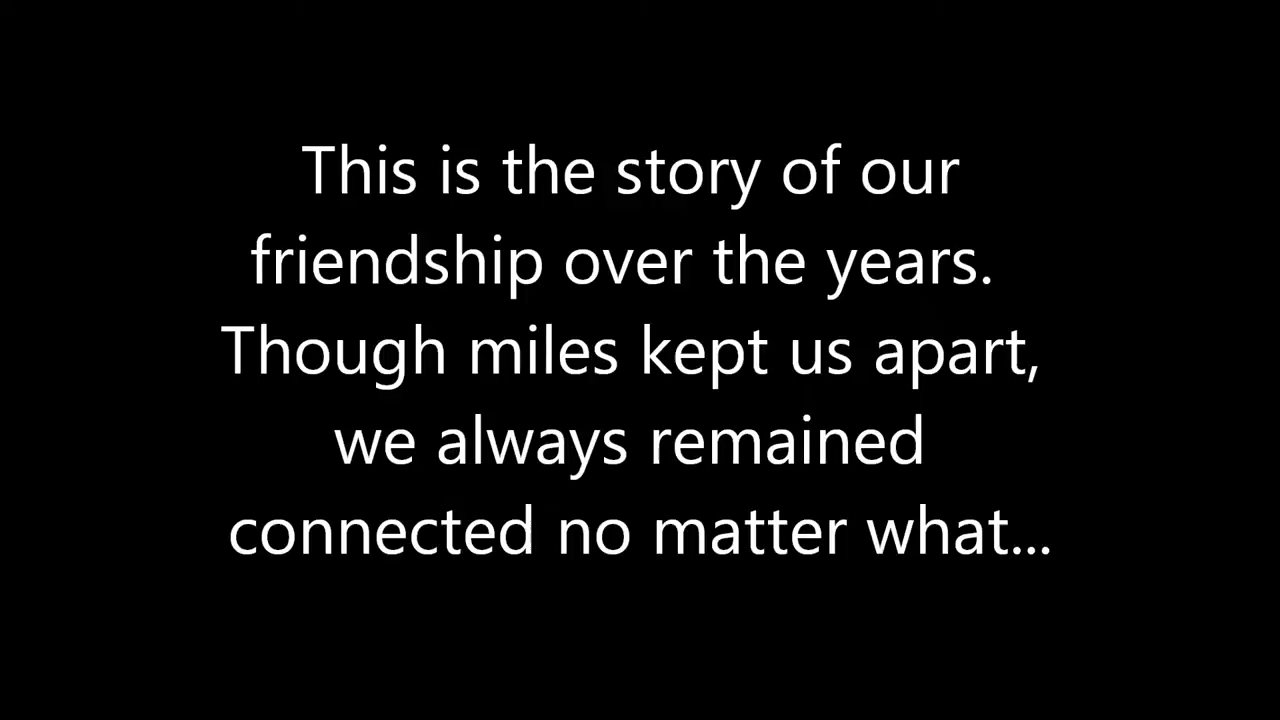 This is the story of our
friendship over the years.
Though miles kept us apart,
we always remained
connected no matter what...